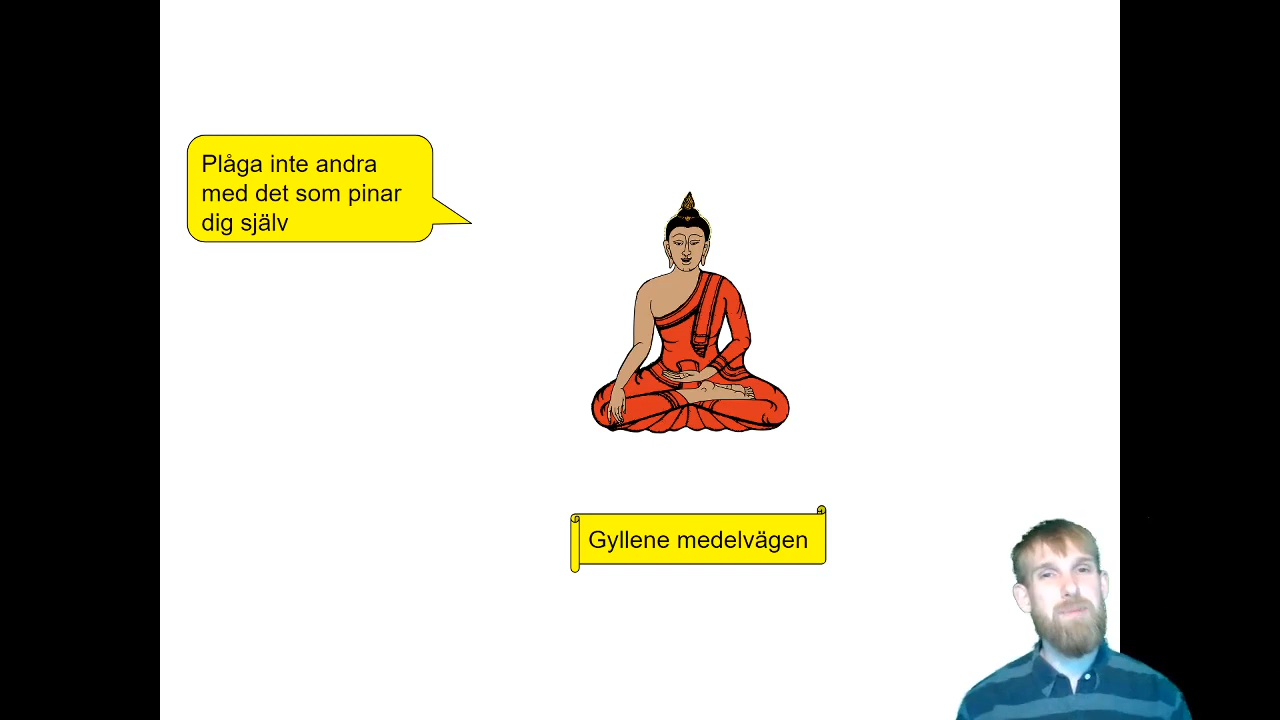 Plåga inte andra
med det som pinar
dig själv
Gyllene medelvägen